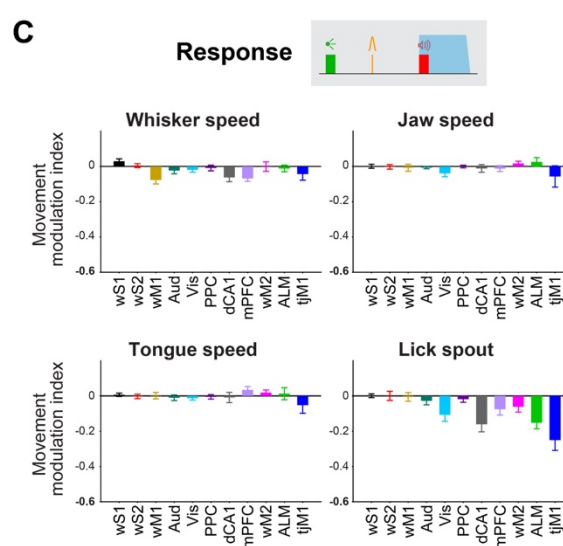 C
Response
Whisker speed
Movement modulation index
0
-0.2
-0.4
-0.6
wS1 wS2 wM1 Aud Vis PPC dCA1 mPFC wM2 ALM tjM1
Jaw speed
0
-0.2
-0.4
-0.6
wS1 wS2 wM1 Aud Vis PPC dCA1 mPFC wM2 ALM tjM1
Tongue speed
Movement modulation index
0
-0.2
-0.4
-0.6
wS1 wS2 wM1 Aud Vis PPC dCA1 mPFC wM2 ALM tjM1
Lick spout
0
-0.2
-0.4
-0.6
wS1 wS2 wM1 Aud Vis PPC dCA1 mPFC wM2 ALM tjM1